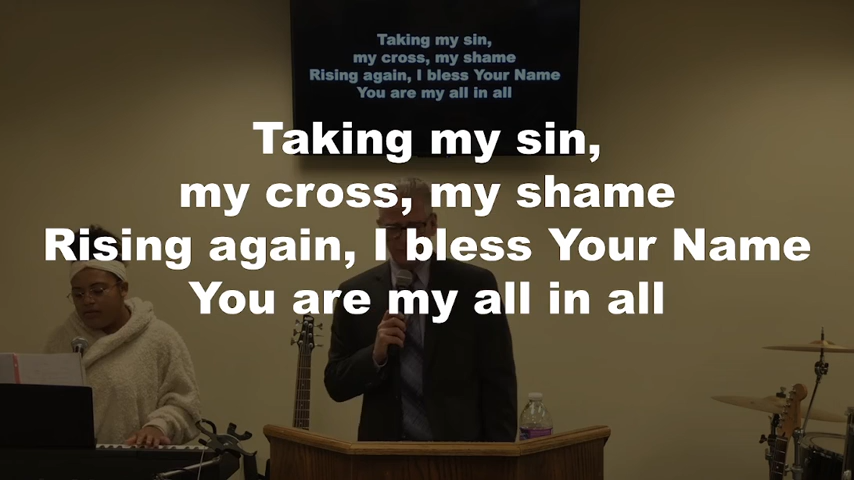 Taking my sin,
my cross, my shame
Rising again, I bless Your Name
You are my all in all
Taking my sin,
my cross, my shame
Rising again, I bless Your Name
You are my all in all